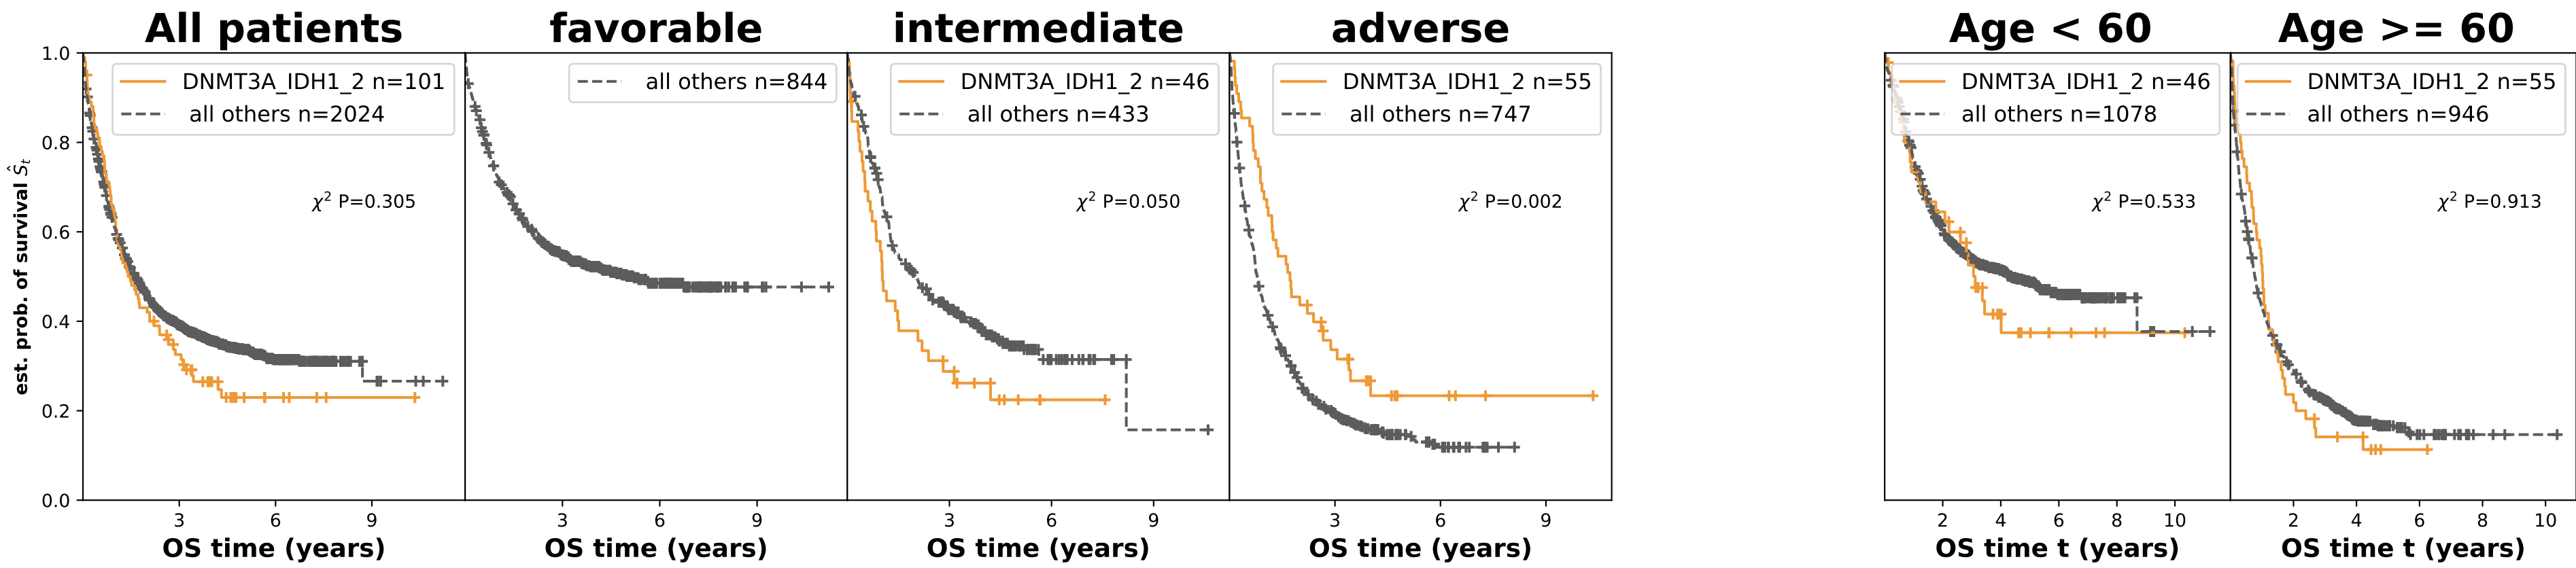 All patients
favorable
intermediate
adverse
Age < 60
Age >= 60
est. prob. of survival Ŝt
1.0
0.8
0.6
0.4
0.2
0.0
DNMT3A_IDH1_2 n=101
all others n=2024
χ² P=0.305
3 6 9
OS time (years)
all others n=844
3 6 9
OS time (years)
DNMT3A_IDH1_2 n=46
all others n=433
χ² P=0.050
3 6 9
OS time (years)
DNMT3A_IDH1_2 n=55
all others n=747
χ² P=0.002
3 6 9
OS time (years)
DNMT3A_IDH1_2 n=46
all others n=1078
χ² P=0.533
2 4 6 8 10
OS time t (years)
DNMT3A_IDH1_2 n=55
all others n=946
χ² P=0.913
2 4 6 8 10
OS time t (years)